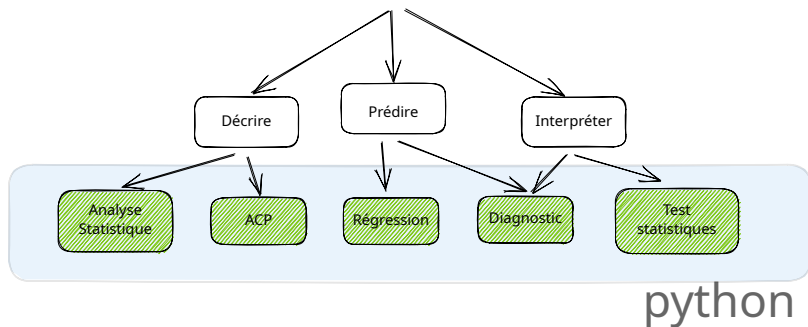 Décrire
Prédire
Interpréter
Analyse
Statistique
ACP
Régression
Diagnostic
Test
statistiques
python